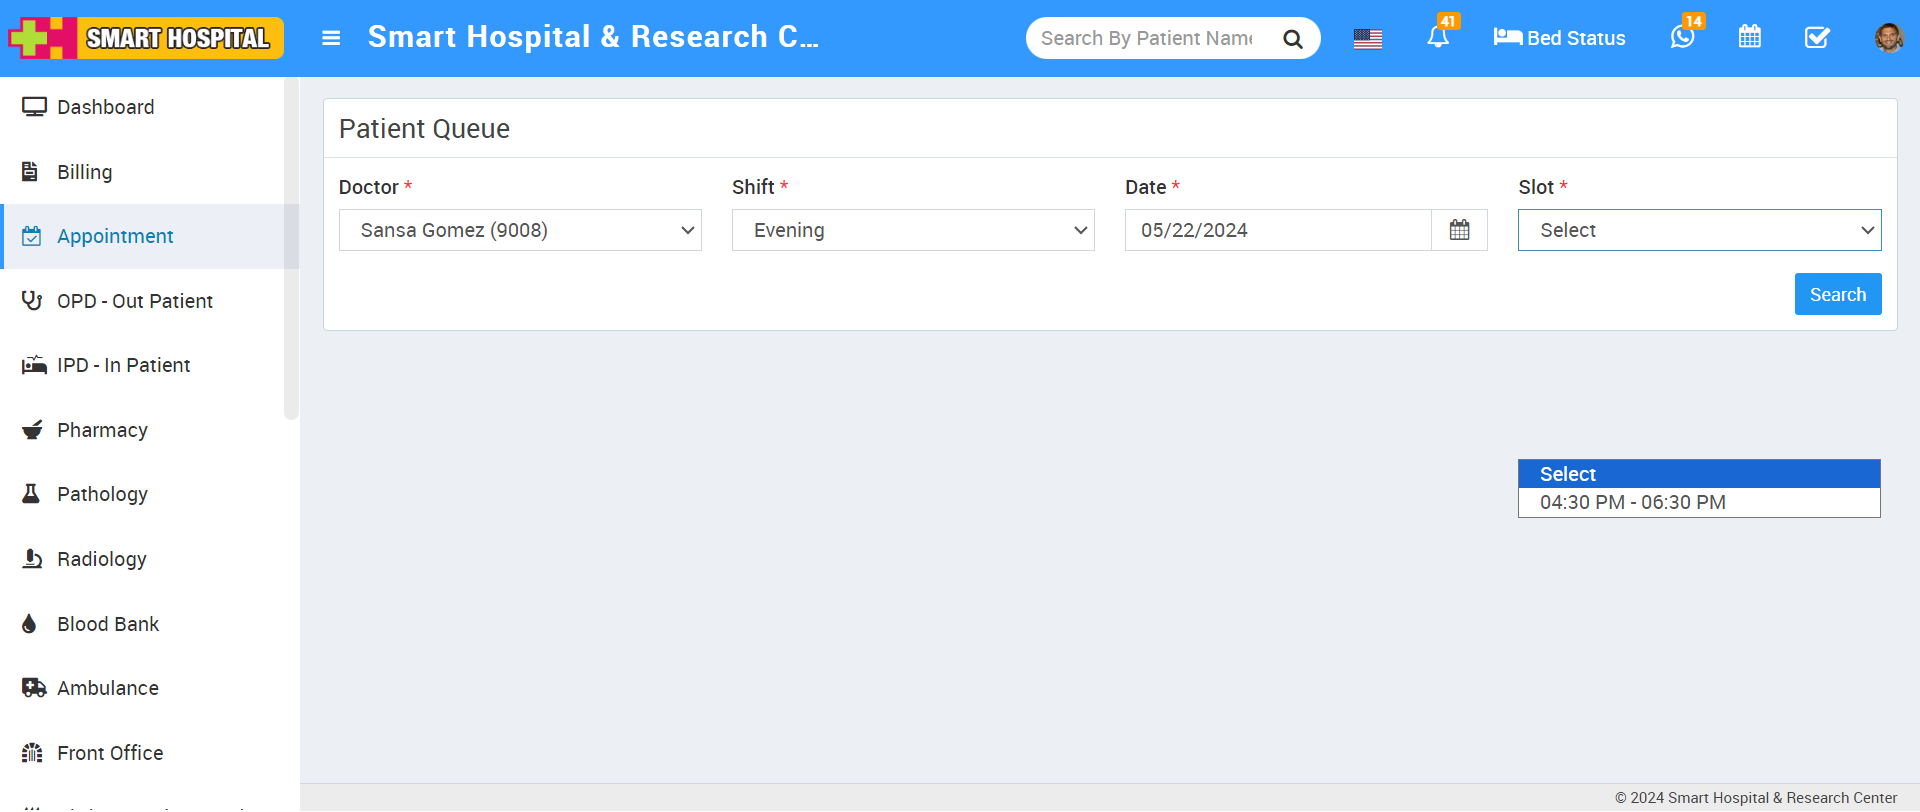 SMART HOSPITAL
Smart Hospital & Research C...
Search By Patient Name
41
Bed Status
14
Dashboard
Billing
Appointment
OPD - Out Patient
IPD - In Patient
Pharmacy
Pathology
Radiology
Blood Bank
Ambulance
Front Office
Patient Queue
Doctor *
Shift *
Date *
Slot *
Sansa Gomez (9008)
Evening
05/22/2024
Select
Search
Select
04:30 PM - 06:30 PM
© 2024 Smart Hospital & Research Center